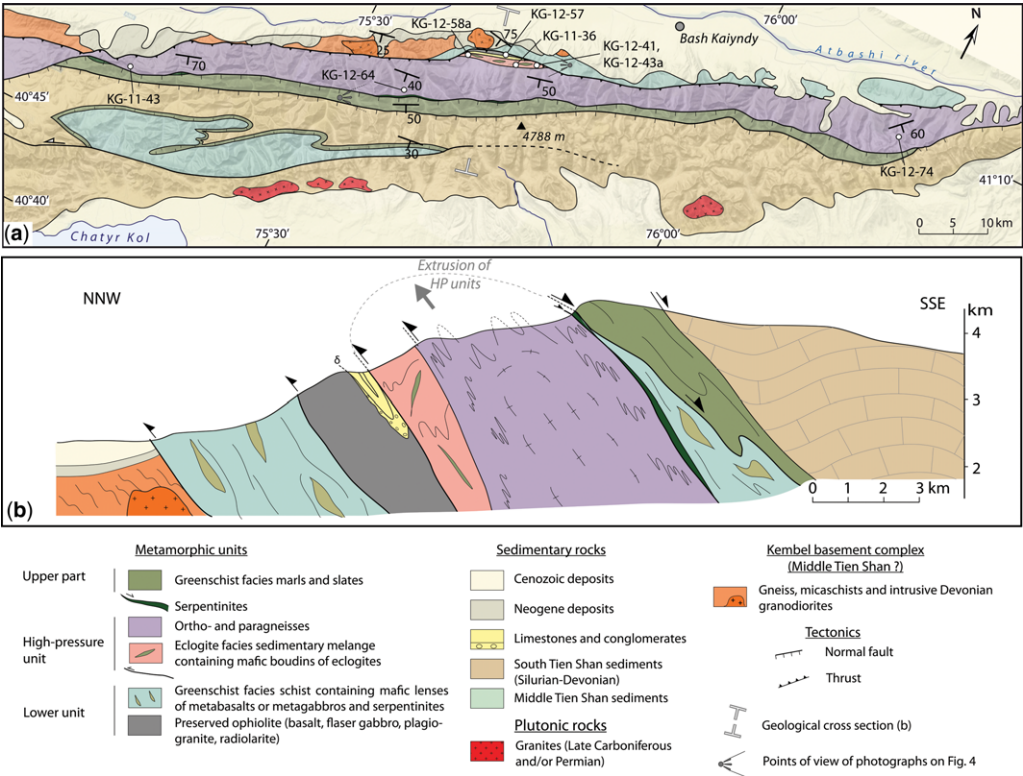 75°30'
KG-12-58a
KG-12-57
75
KG-11-36
76°00'
N
Bash Kaiyndy
Atbashi river
25
KG-12-41,
KG-12-43a
70
KG-12-64
40
50
40°45'
KG-11-43
50
4788 m
60
30
KG-12-74
41°10'
40°40'
(a)
Chatyr Kol
75°30'
76°00'
0 5 10 km
Extrusion of
HP units
NNW
SSE
km
4
δ
3
2
(b)
0 1 2 3 km
Metamorphic units
Upper part
Greenschist facies marls and slates
Serpentinites
High-pressure
unit
Ortho- and paragneisses
Eclogite facies sedimentary melange
containing mafic boudins of eclogites
Lower unit
Greenschist facies schist containing mafic lenses
of metabasalts or metagabbros and serpentinites
Preserved ophiolite (basalt, flaser gabbro, plagio-
granite, radiolarite)
Sedimentary rocks
Cenozoic deposits
Neogene deposits
Limestones and conglomerates
South Tien Shan sediments
(Silurian-Devonian)
Middle Tien Shan sediments
Plutonic rocks
Granites (Late Carboniferous
and/or Permian)
Kembel basement complex
(Middle Tien Shan ?)
Gneiss, micaschists and intrusive Devonian
granodiorites
Tectonics
Normal fault
Thrust
Geological cross section (b)
Points of view of photographs on Fig. 4